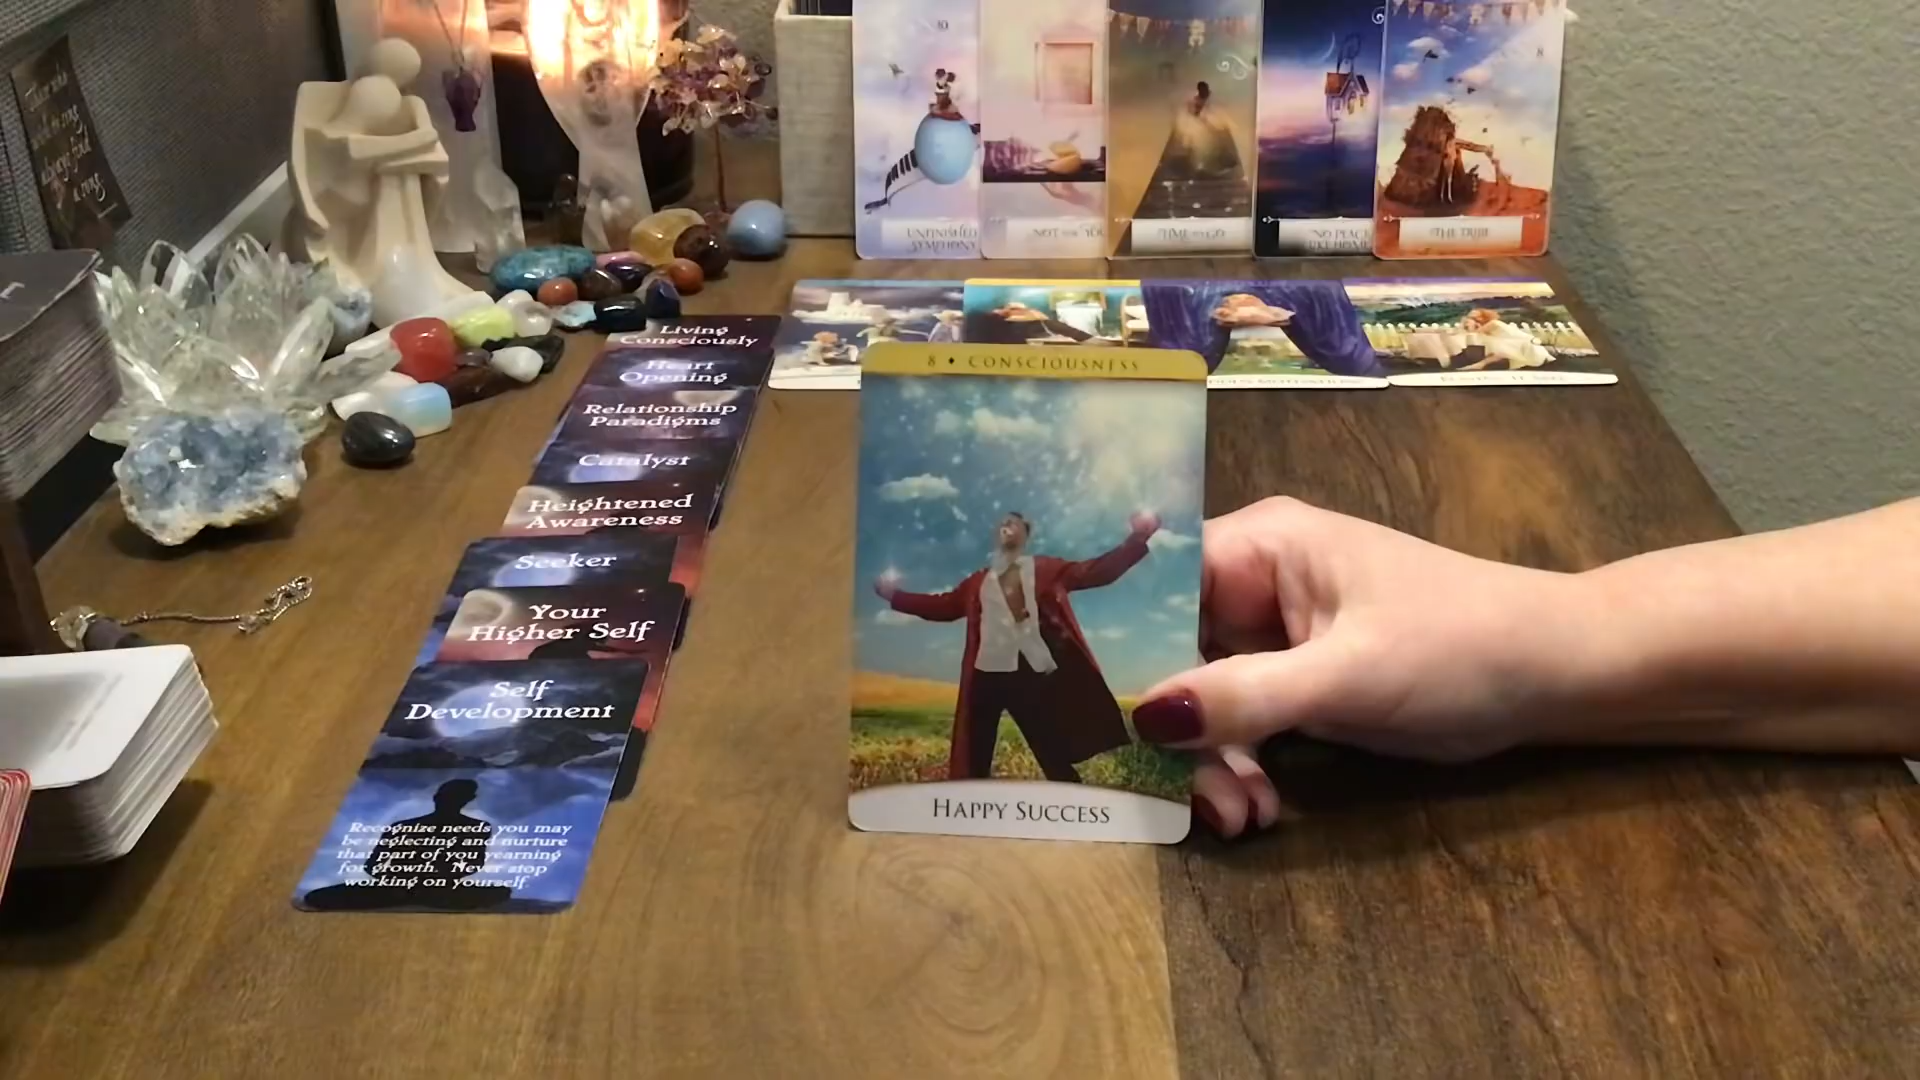 10
8
UNFINISHED
SYMPHONY
NOT FOR YOU
TIME TO GO
NO PLACE
LIKE HOME
THE TRIBE
Living
Consciously
Heart
Opening
Relationship
Paradigms
Catalyst
Heightened
Awareness
Seeker
Your
Higher Self
Self
Development
Recognize needs you may
be neglecting and nurture
that part of you yearning
for growth. Never stop
working on yourself.
8 ♦ CONSCIOUSNESS
HAPPY SUCCESS